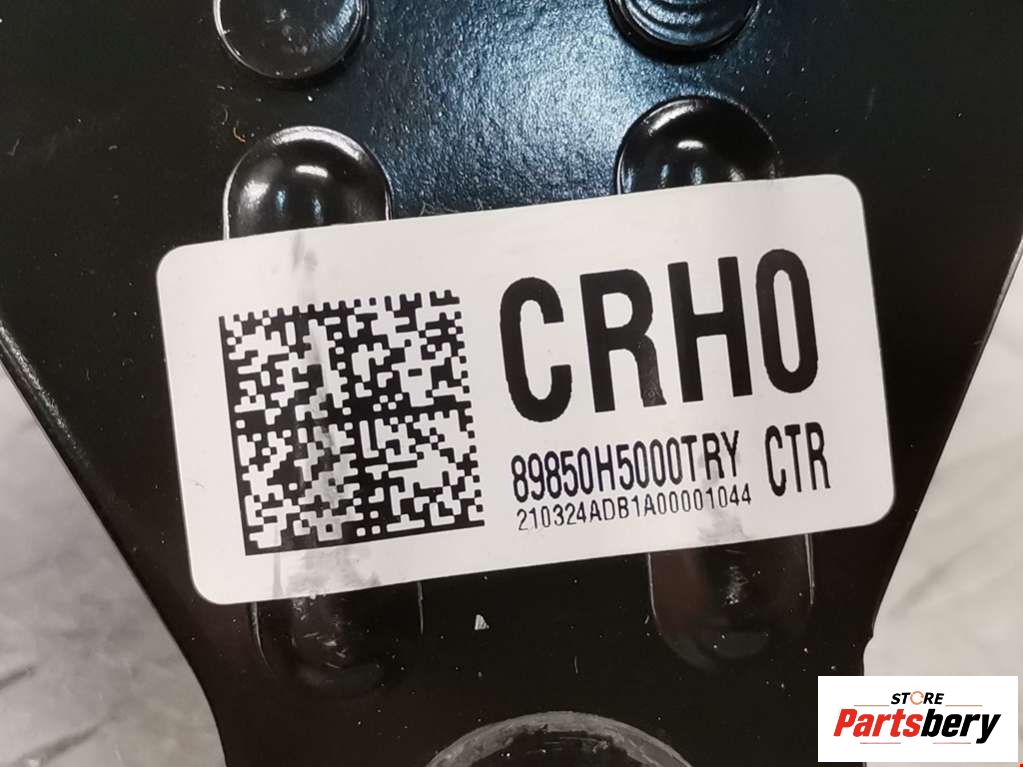 CRH0
89850H5000TRY CTR
210324ADB1A00001044
STORE
Partsbery